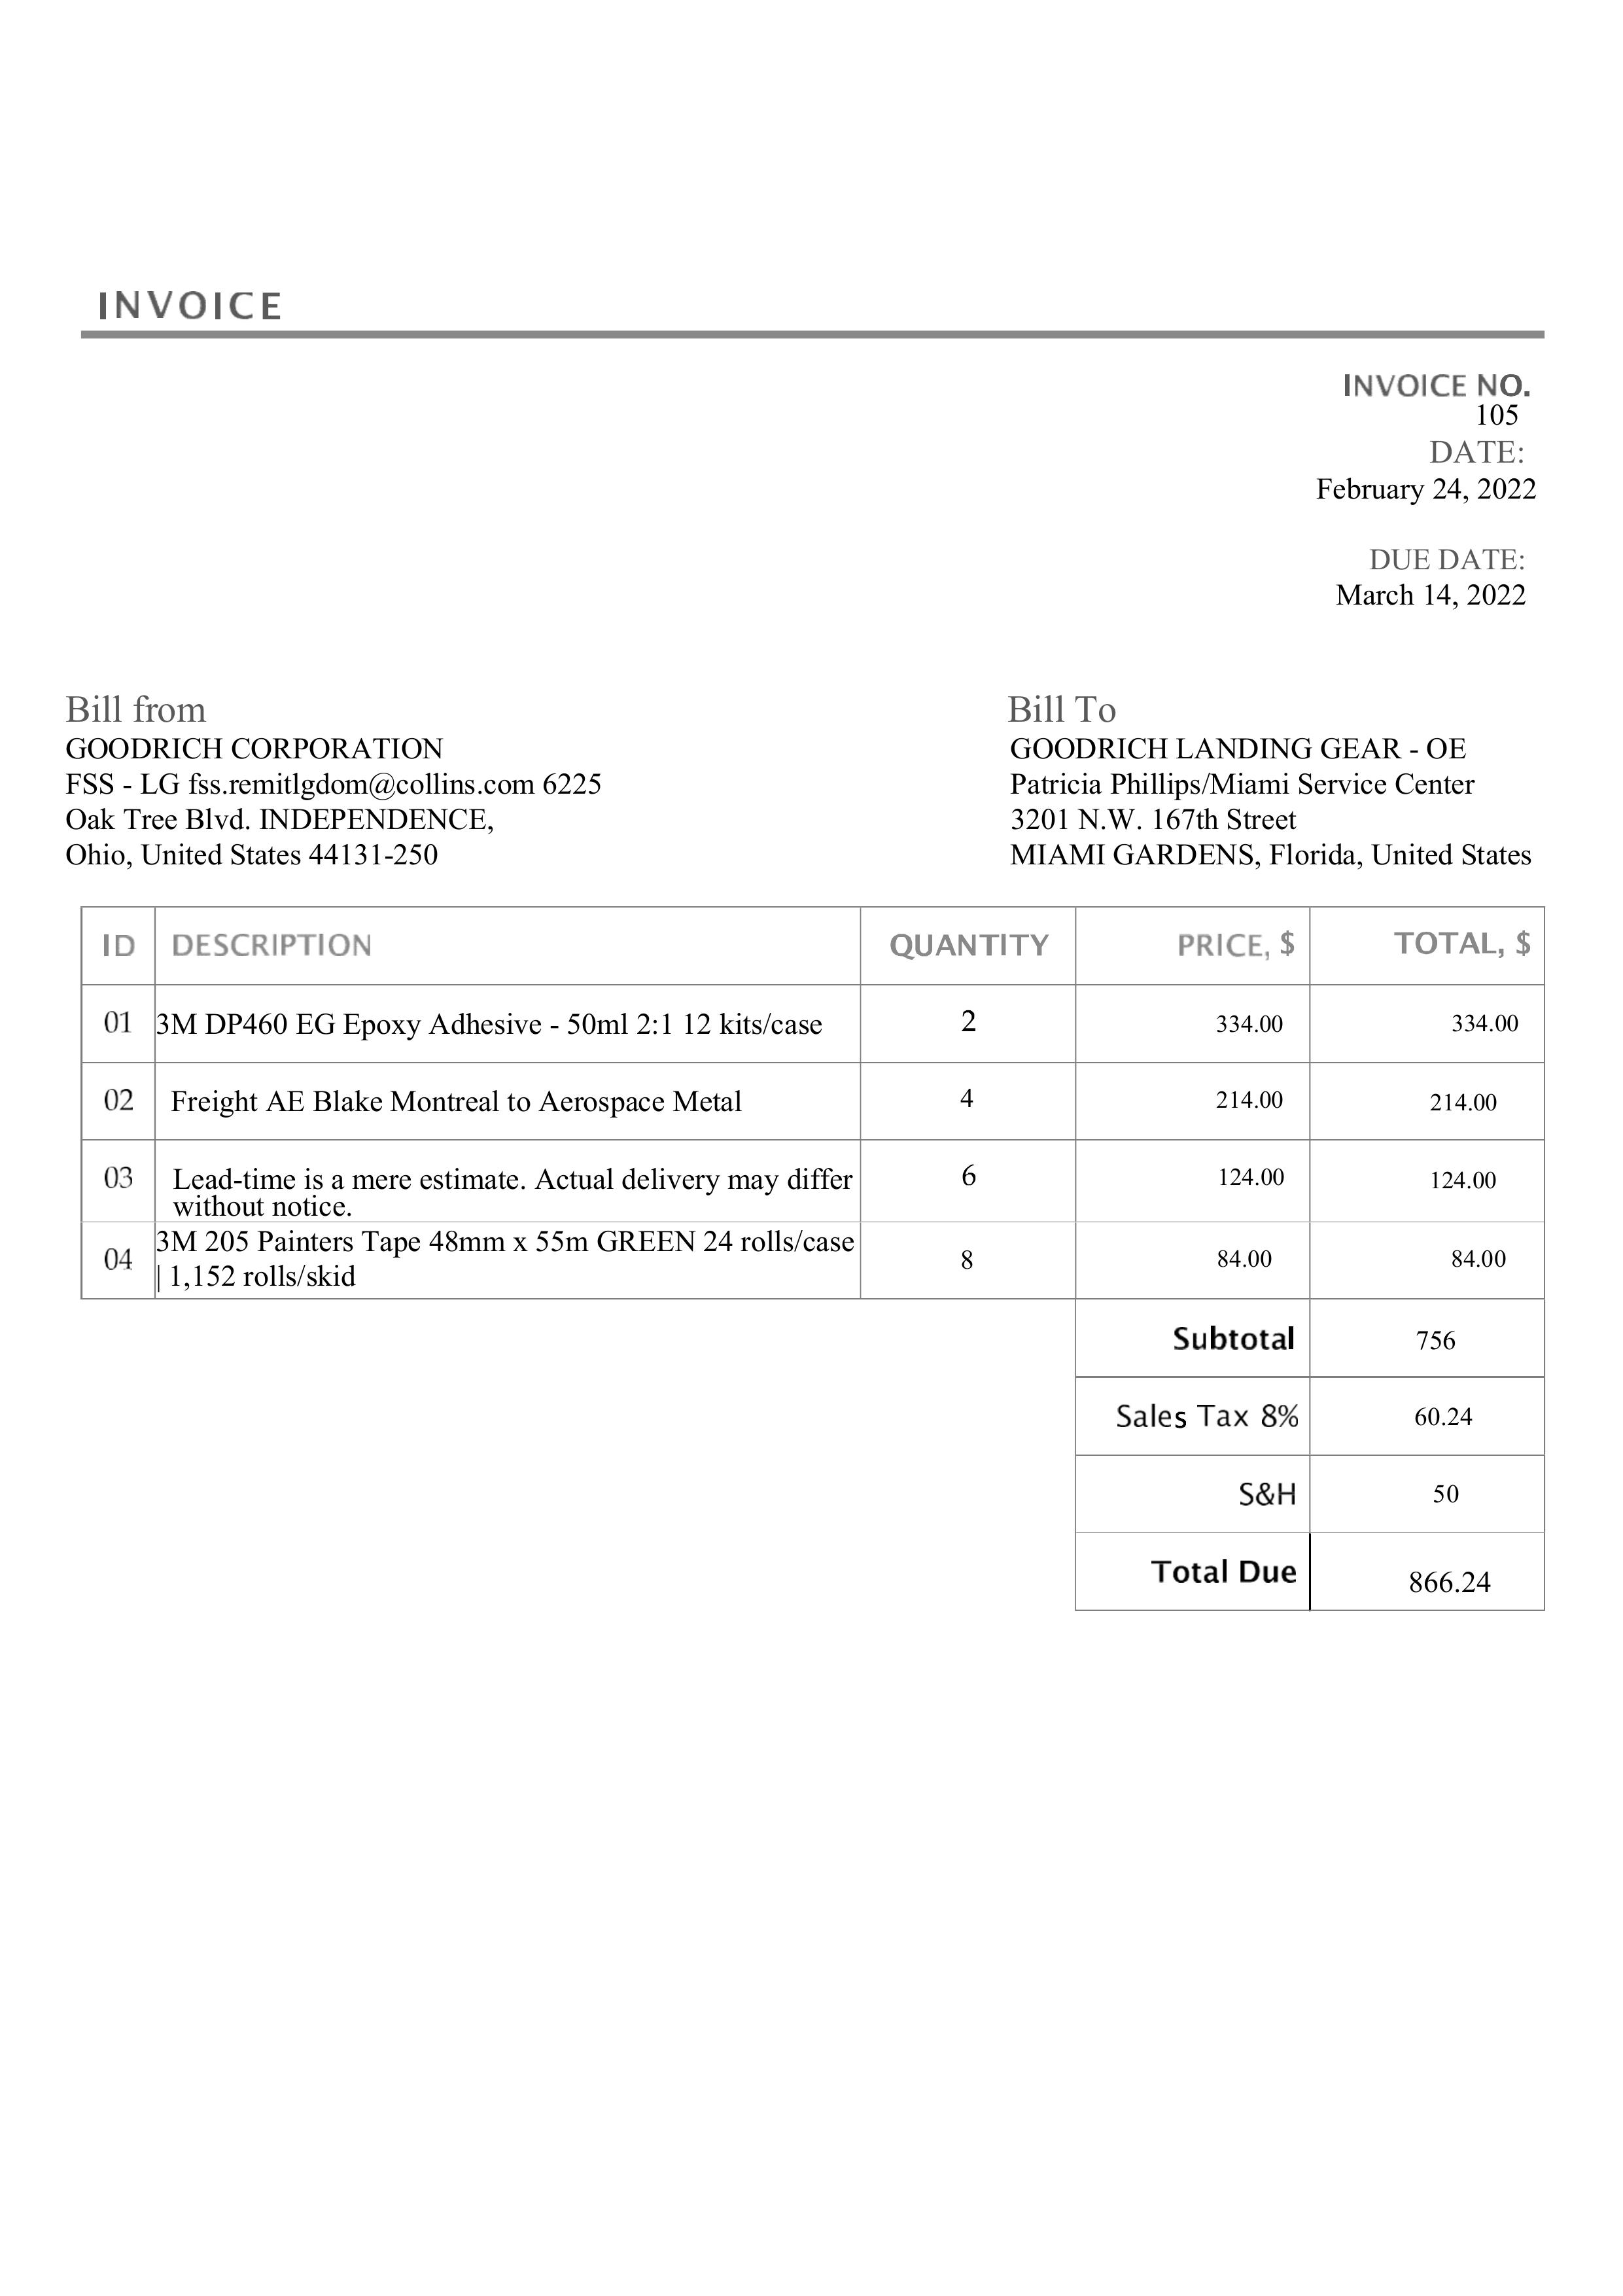 INVOICE
INVOICE NO.
105
DATE:
February 24, 2022
DUE DATE:
March 14, 2022
Bill from
GOODRICH CORPORATION
FSS - LG fss.remitlgdom@collins.com 6225
Oak Tree Blvd. INDEPENDENCE,
Ohio, United States 44131-250
Bill To
GOODRICH LANDING GEAR - OE
Patricia Phillips/Miami Service Center
3201 N.W. 167th Street
MIAMI GARDENS, Florida, United States
ID DESCRIPTION QUANTITY PRICE, $ TOTAL, $
01 3M DP460 EG Epoxy Adhesive - 50ml 2:1 12 kits/case 2 334.00 334.00
02 Freight AE Blake Montreal to Aerospace Metal 4 214.00 214.00
03 Lead-time is a mere estimate. Actual delivery may differ 6 124.00 124.00
without notice.
04 3M 205 Painters Tape 48mm x 55m GREEN 24 rolls/case 8 84.00 84.00
| 1,152 rolls/skid
Subtotal 756
Sales Tax 8% 60.24
S&H 50
Total Due 866.24